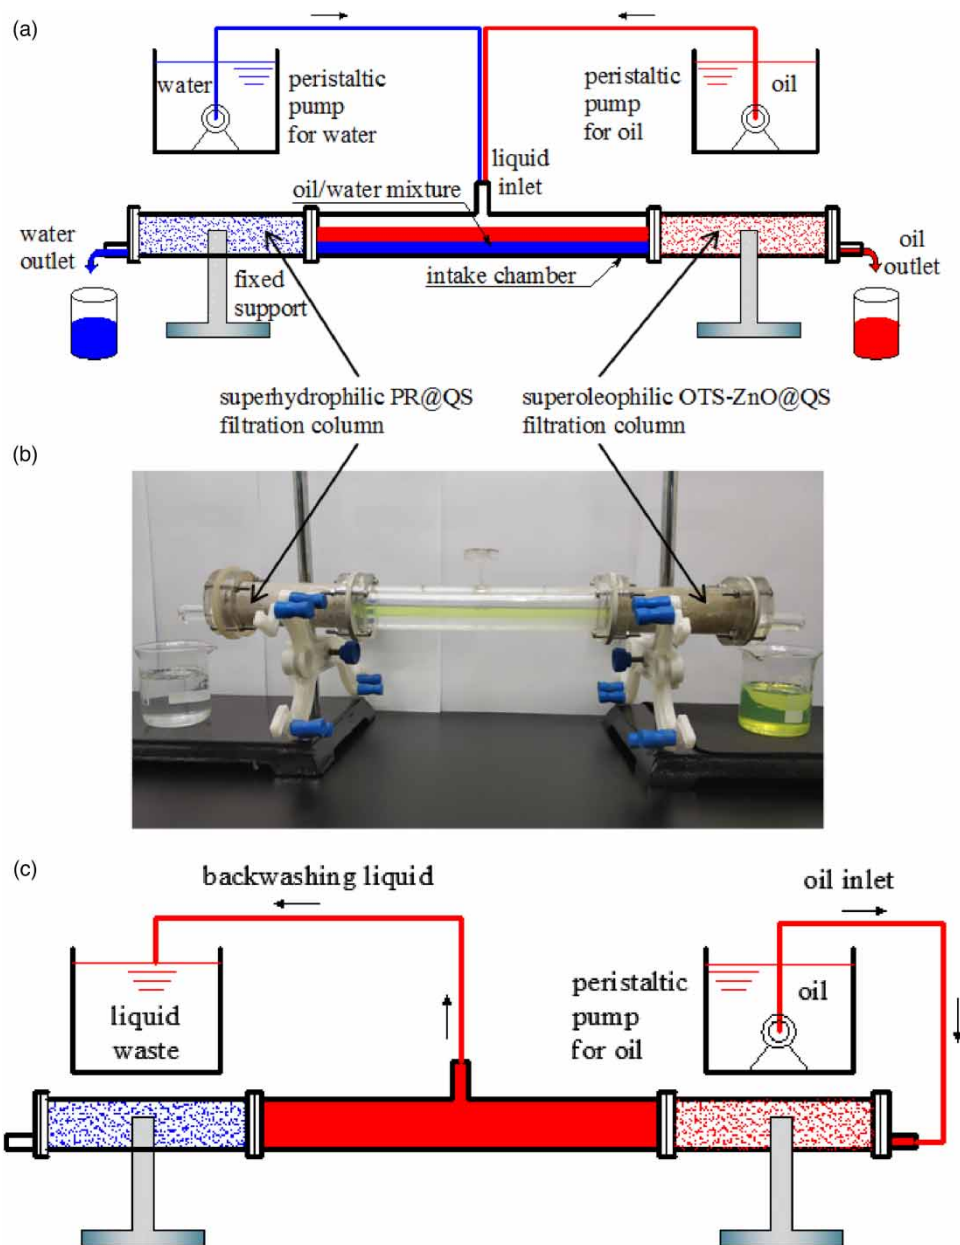 (a)
water
peristaltic
pump
for water
peristaltic
pump
for oil
oil
liquid
inlet
oil/water mixture
water
outlet
oil
outlet
intake chamber
fixed
support
superhydrophilic PR@QS
filtration column
superoleophilic OTS-ZnO@QS
filtration column
(b)
(c)
backwashing liquid
oil inlet
liquid
waste
peristaltic
pump
for oil
oil